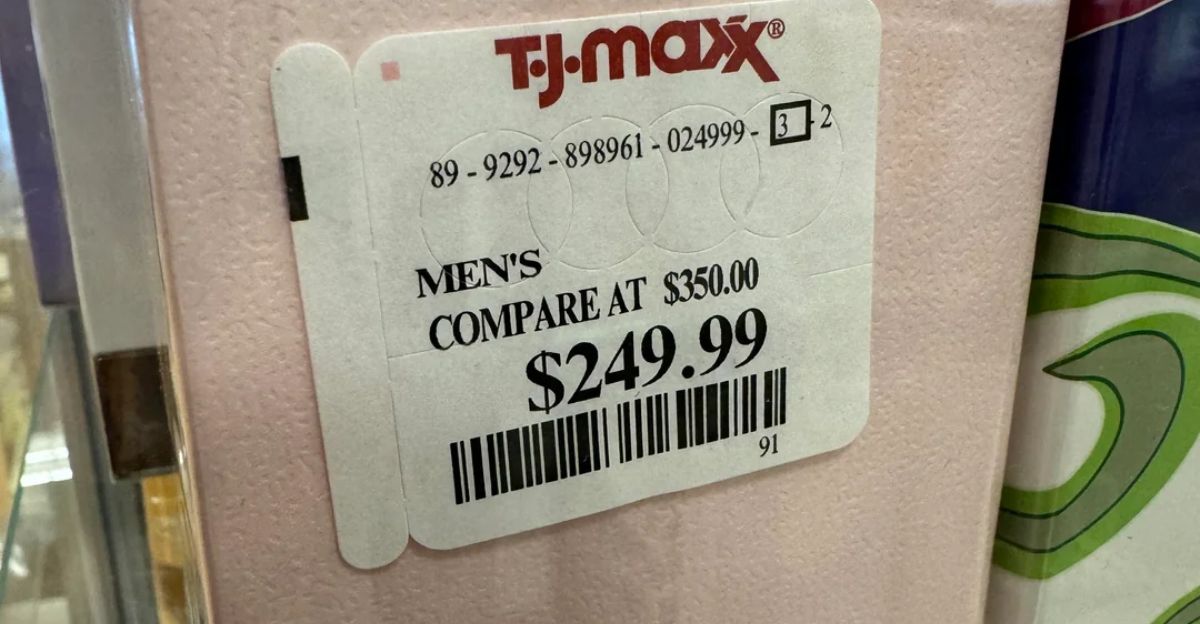 T·J·maxx®
89 - 9292 - 898961 - 024999 - 3 - 2
MEN'S
COMPARE AT $350.00
$249.99
91